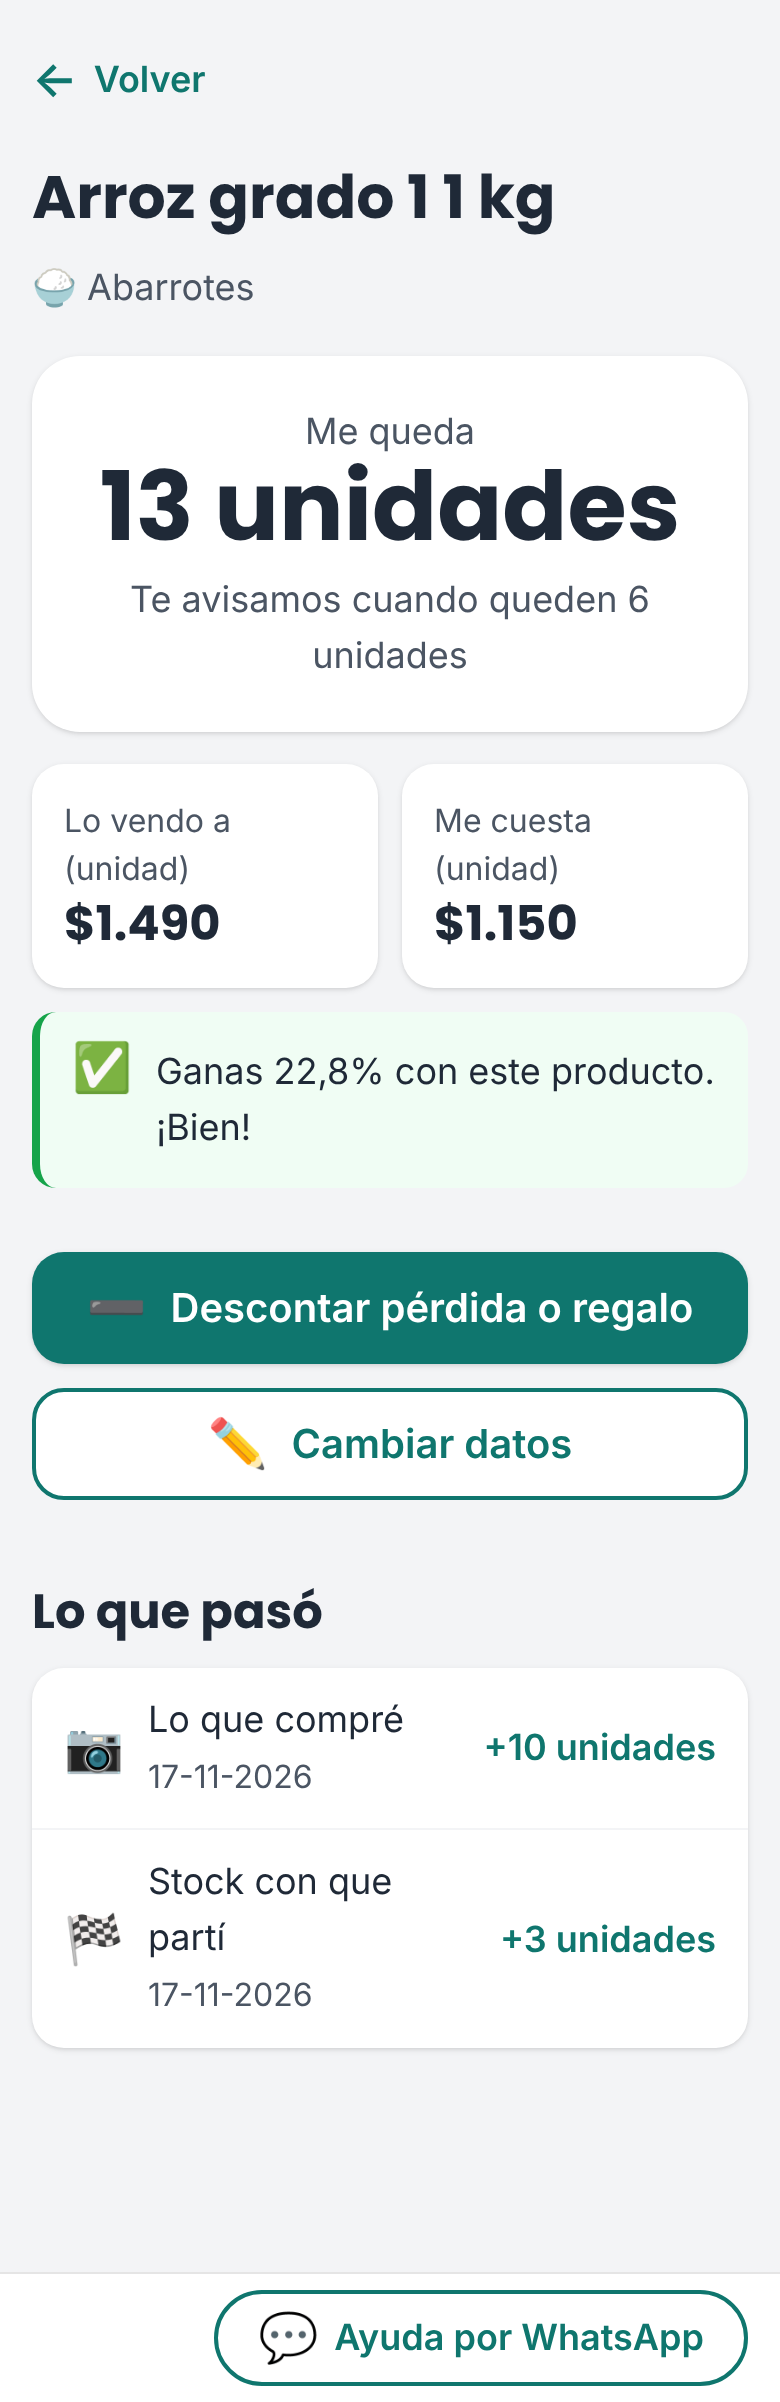 Volver
Arroz grado 1 1 kg
Abarrotes
Me queda
13 unidades
Te avisamos cuando queden 6
unidades
Lo vendo a
(unidad)
$1.490
Me cuesta
(unidad)
$1.150
Ganas 22,8% con este producto.
¡Bien!
Descontar pérdida o regalo
Cambiar datos
Lo que pasó
Lo que compré
17-11-2026
+10 unidades
Stock con que
partí
17-11-2026
+3 unidades
Ayuda por WhatsApp